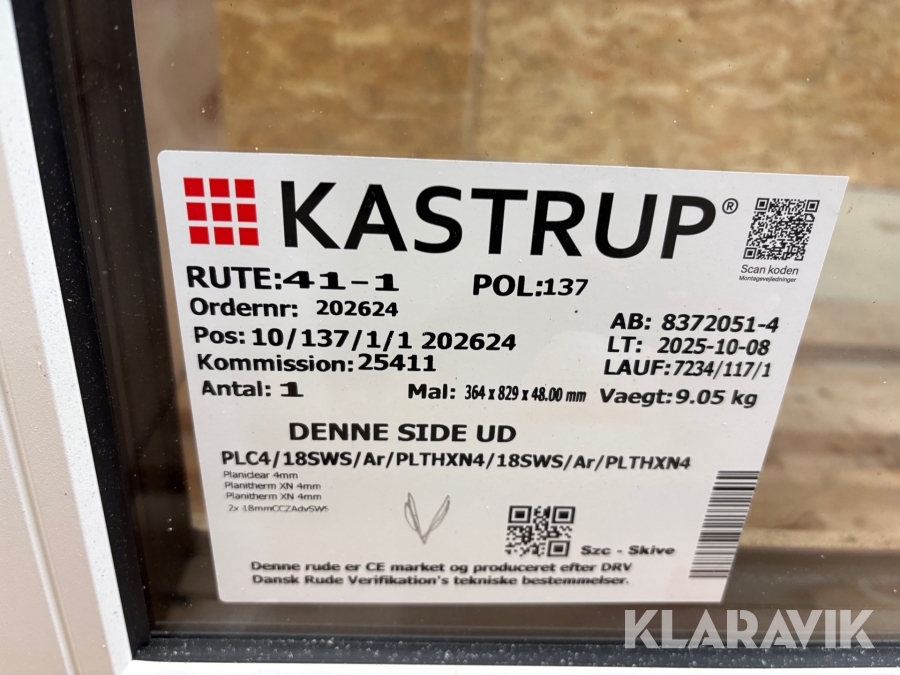 KASTRUP®
Scan koden
Montagevejledninger
RUTE:41-1
POL:137
Ordernr: 202624
AB: 8372051-4
Pos: 10/137/1/1 202624
LT: 2025-10-08
Kommission: 25411
LAUF: 7234/117/1
Antal: 1
Mal: 364 x 829 x 48.00 mm
Vaegt: 9.05 kg
DENNE SIDE UD
PLC4/18SWS/Ar/PLTHXN4/18SWS/Ar/PLTHXN4
Planiclear 4mm
Planitherm XN 4mm
Planitherm XN 4mm
2x 18mmCCZAdvSWS
Szc - Skive
Denne rude er CE market og produceret efter DRV
Dansk Rude Verifikation's tekniske bestemmelser.
KLARAVIK